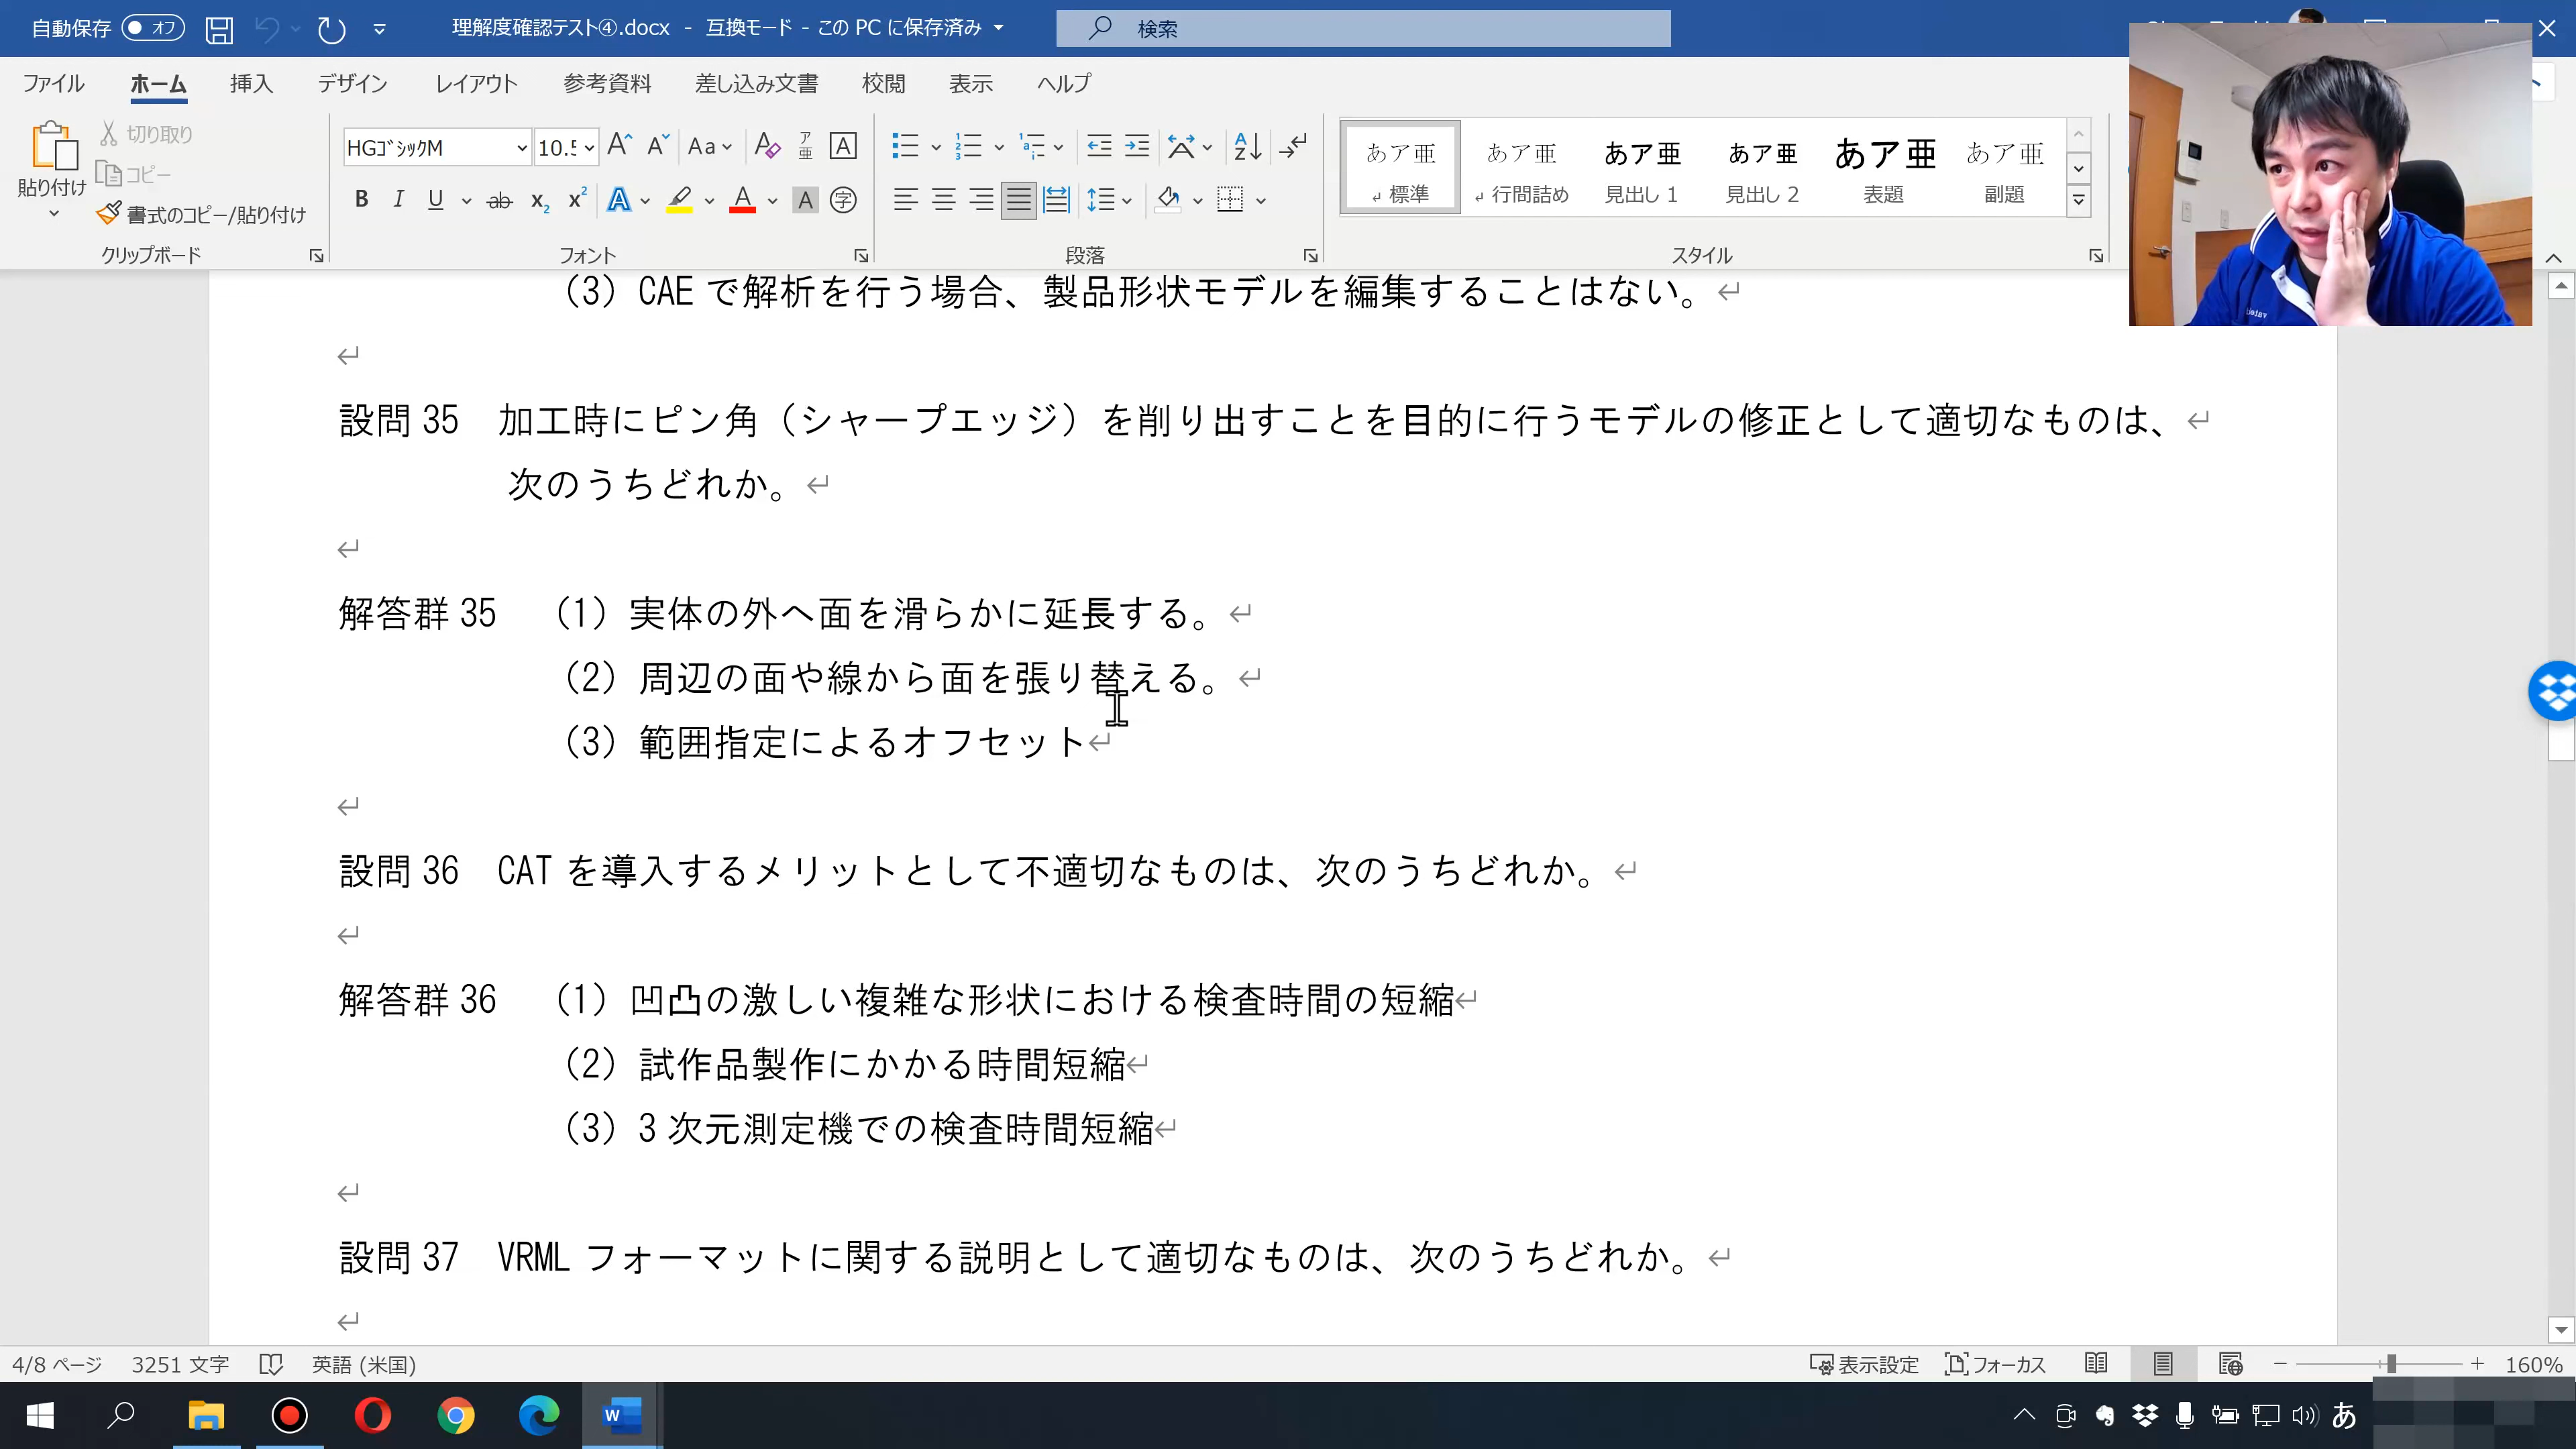 自動保存 オフ 理解度確認テスト④.docx - 互換モード - この PC に保存済み 検索
ファイル ホーム 挿入 デザイン レイアウト 参考資料 差し込み文書 校閲 表示 ヘルプ
貼り付け
切り取り
コピー
書式のコピー/貼り付け
クリップボード
HGｺﾞｼｯｸM 10.5
フォント
段落
あア亜 あア亜 あア亜 あア亜 あア亜 あア亜
標準 行間詰め 見出し 1 見出し 2 表題 副題
スタイル
（3）CAE で解析を行う場合、製品形状モデルを編集することはない。
設問 35 加工時にピン角（シャープエッジ）を削り出すことを目的に行うモデルの修正として適切なものは、
次のうちどれか。
解答群 35 （1）実体の外へ面を滑らかに延長する。
（2）周辺の面や線から面を張り替える。
（3）範囲指定によるオフセット
設問 36 CAT を導入するメリットとして不適切なものは、次のうちどれか。
解答群 36 （1）凹凸の激しい複雑な形状における検査時間の短縮
（2）試作品製作にかかる時間短縮
（3）3 次元測定機での検査時間短縮
設問 37 VRML フォーマットに関する説明として適切なものは、次のうちどれか。
4/8 ページ 3251 文字 英語 (米国) 表示設定 フォーカス 160%
あ